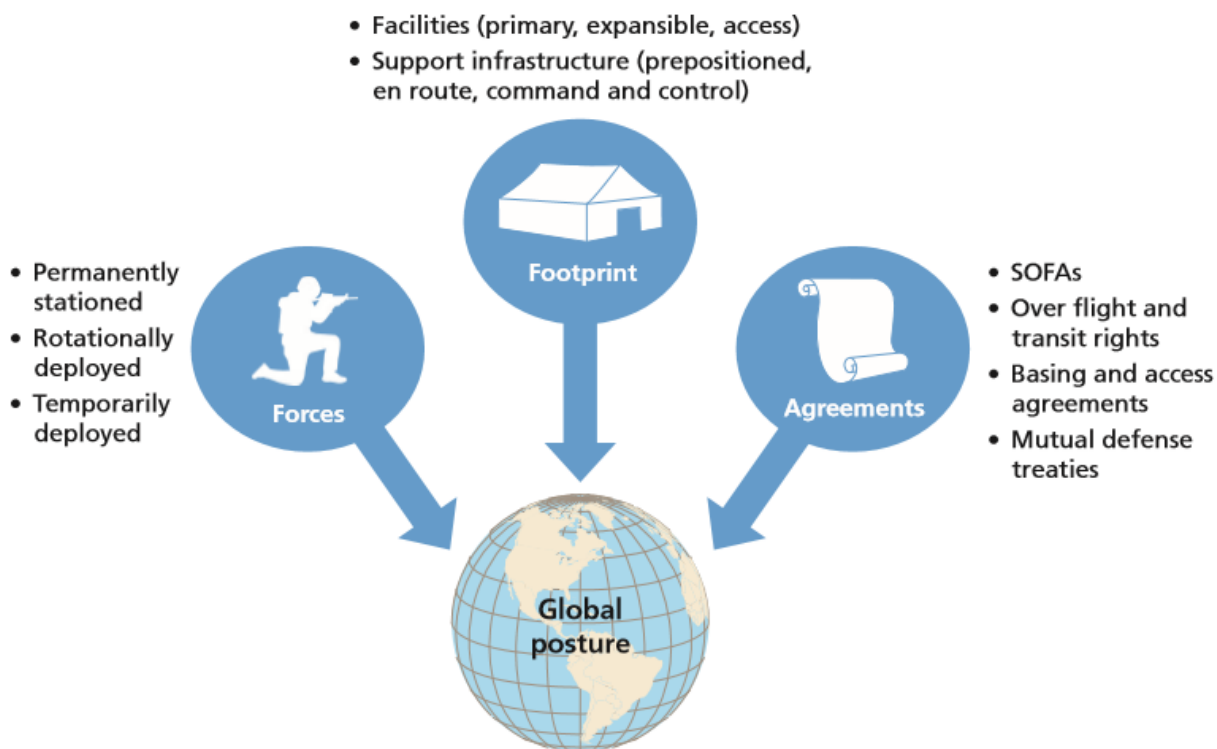 • Facilities (primary, expansible, access)
• Support infrastructure (prepositioned,
en route, command and control)
Footprint
• Permanently
stationed
• Rotationally
deployed
• Temporarily
deployed
Forces
Agreements
• SOFAs
• Over flight and
transit rights
• Basing and access
agreements
• Mutual defense
treaties
Global
posture